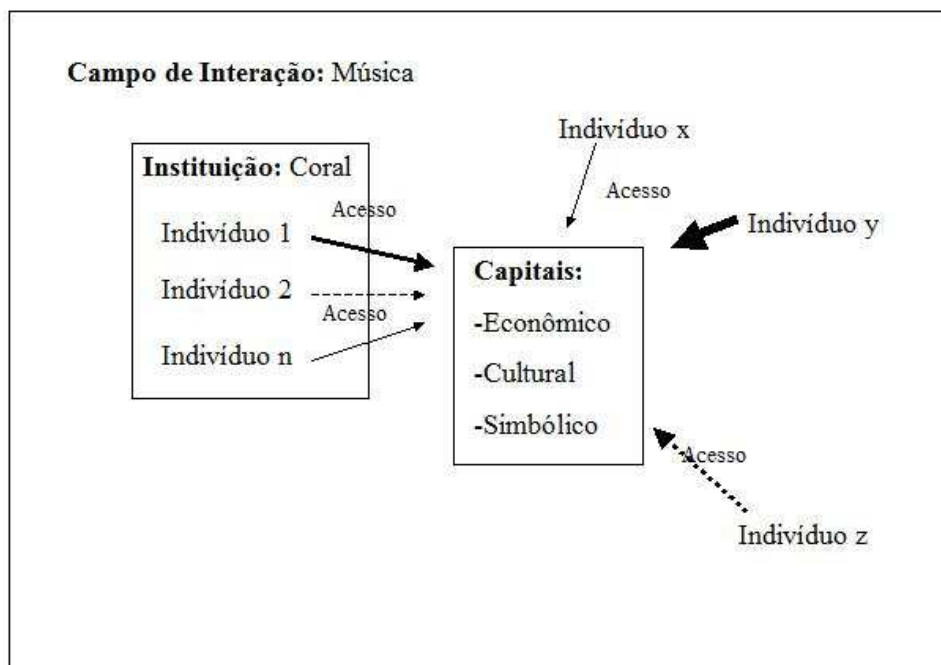 Campo de Interação: Música
Indivíduo x
Instituição: Coral
Acesso
Acesso
Indivíduo 1
Indivíduo y
Capitais:
Indivíduo 2
Acesso
-Econômico
Indivíduo n
-Cultural
-Simbólico
Acesso
Indivíduo z